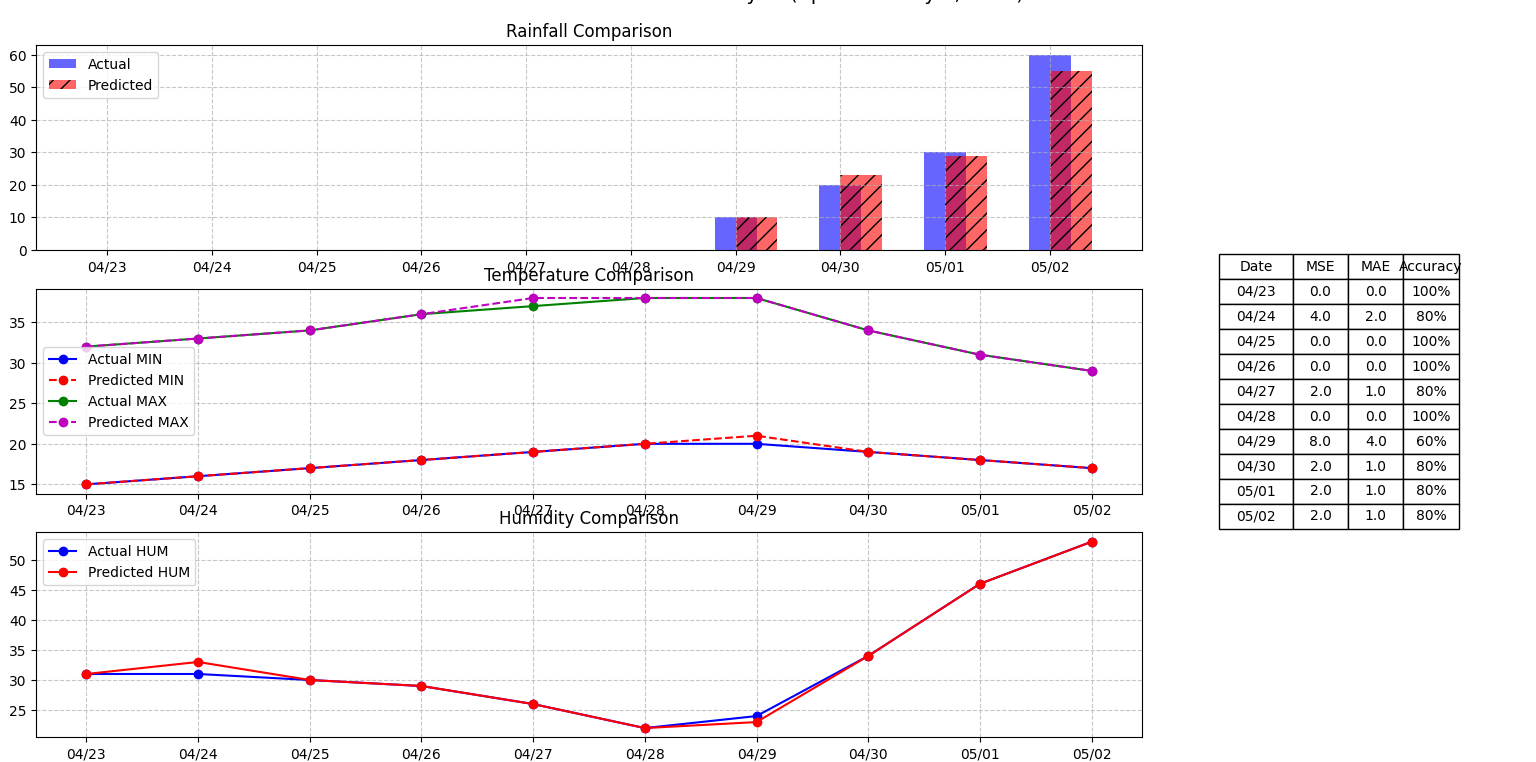 Rainfall Comparison
60
50
40
30
20
10
0
Actual
Predicted
04/23 04/24 04/25 04/26 04/27 04/28 04/29 04/30 05/01 05/02
Temperature Comparison
35
30
25
20
15
Actual MIN
Predicted MIN
Actual MAX
Predicted MAX
04/23 04/24 04/25 04/26 04/27 04/28 04/29 04/30 05/01 05/02
Humidity Comparison
50
45
40
35
30
25
Actual HUM
Predicted HUM
04/23 04/24 04/25 04/26 04/27 04/28 04/29 04/30 05/01 05/02
Date MSE MAE Accuracy
04/23 0.0 0.0 100%
04/24 4.0 2.0 80%
04/25 0.0 0.0 100%
04/26 0.0 0.0 100%
04/27 2.0 1.0 80%
04/28 0.0 0.0 100%
04/29 8.0 4.0 60%
04/30 2.0 1.0 80%
05/01 2.0 1.0 80%
05/02 2.0 1.0 80%